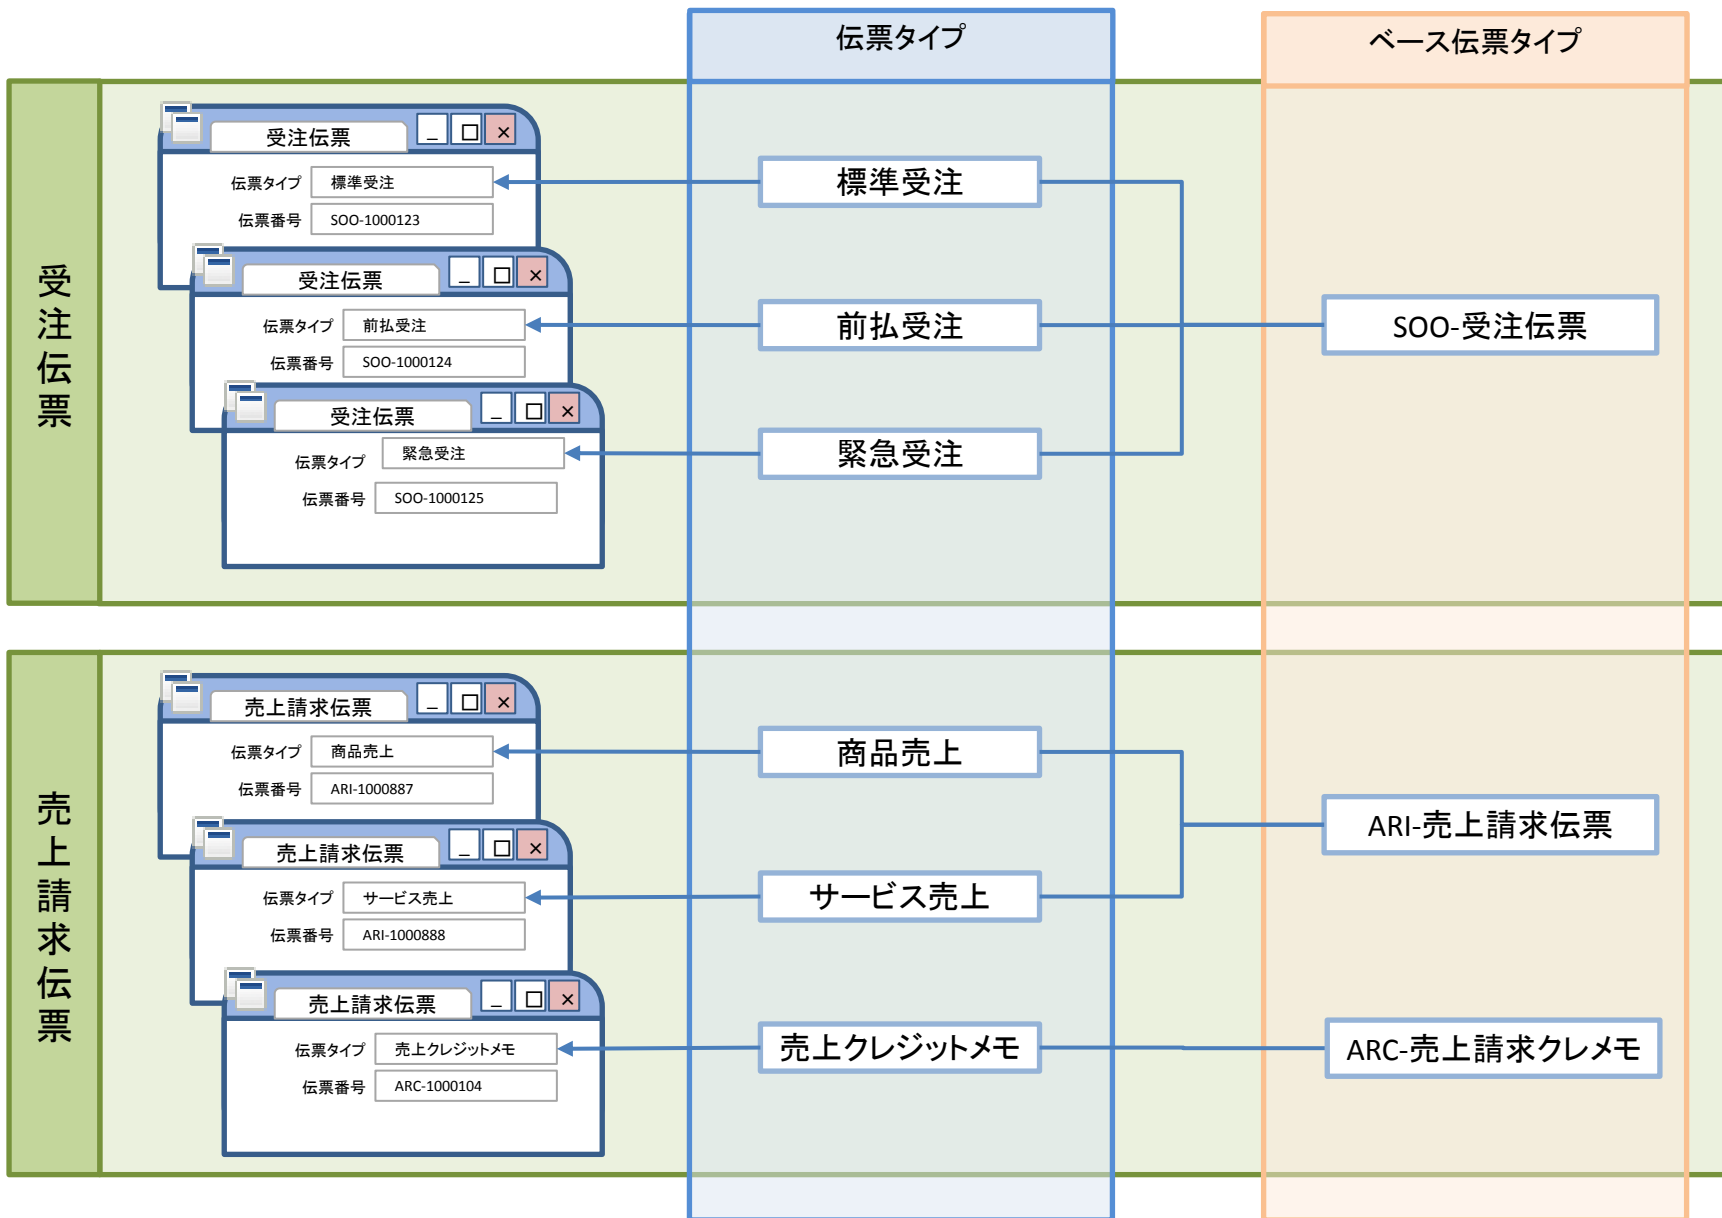 伝票タイプ
ベース伝票タイプ
受注伝票
受注伝票
伝票タイプ 標準受注
伝票番号 SOO-1000123
受注伝票
伝票タイプ 前払受注
伝票番号 SOO-1000124
受注伝票
伝票タイプ 緊急受注
伝票番号 SOO-1000125
標準受注
前払受注
緊急受注
SOO-受注伝票
売上請求伝票
売上請求伝票
伝票タイプ 商品売上
伝票番号 ARI-1000887
売上請求伝票
伝票タイプ サービス売上
伝票番号 ARI-1000888
売上請求伝票
伝票タイプ 売上クレジットメモ
伝票番号 ARC-1000104
商品売上
サービス売上
売上クレジットメモ
ARI-売上請求伝票
ARC-売上請求クレメモ